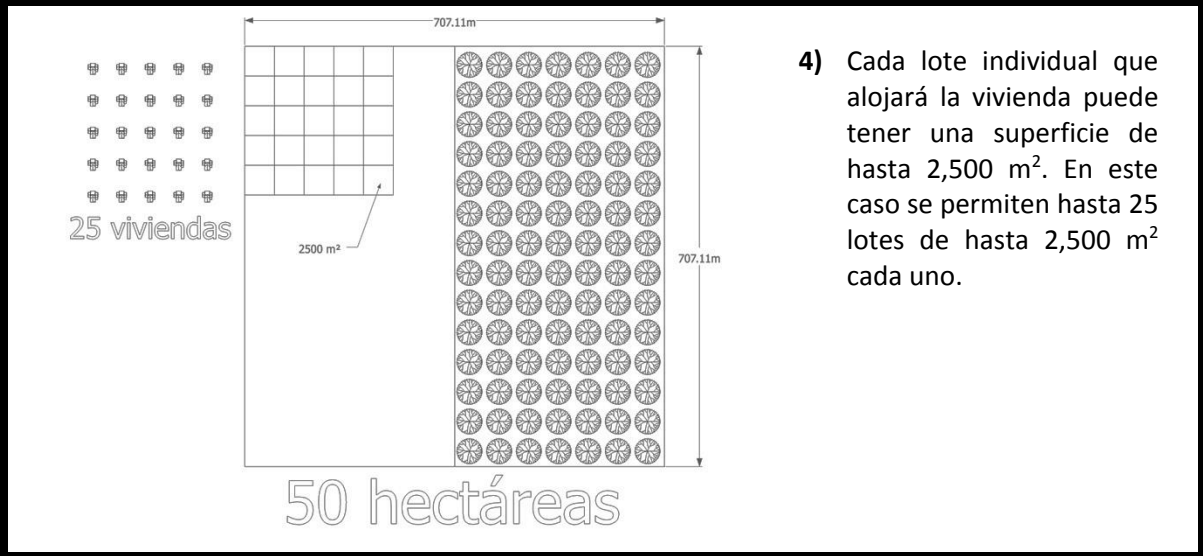 707.11m
25 viviendas
2500 m²
707.11m
50 hectáreas
4) Cada lote individual que
alojará la vivienda puede
tener una superficie de
hasta 2,500 m². En este
caso se permiten hasta 25
lotes de hasta 2,500 m²
cada uno.